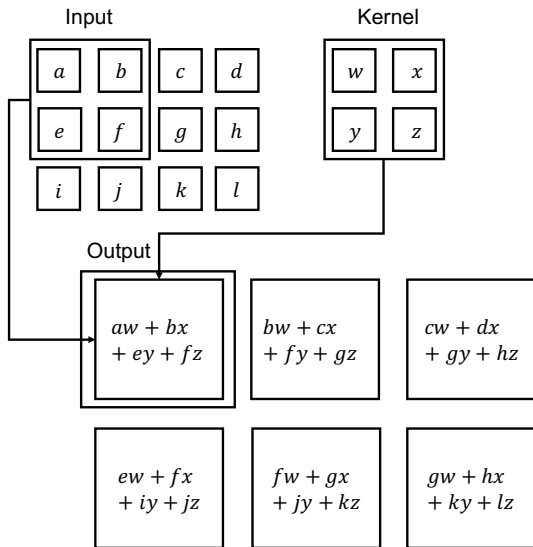 Input
Kernel
a b c d
w x
e f g h
y z
i j k l
Output
aw + bx
+ ey + fz
bw + cx
+ fy + gz
cw + dx
+ gy + hz
ew + fx
+ iy + jz
fw + gx
+ jy + kz
gw + hx
+ ky + lz